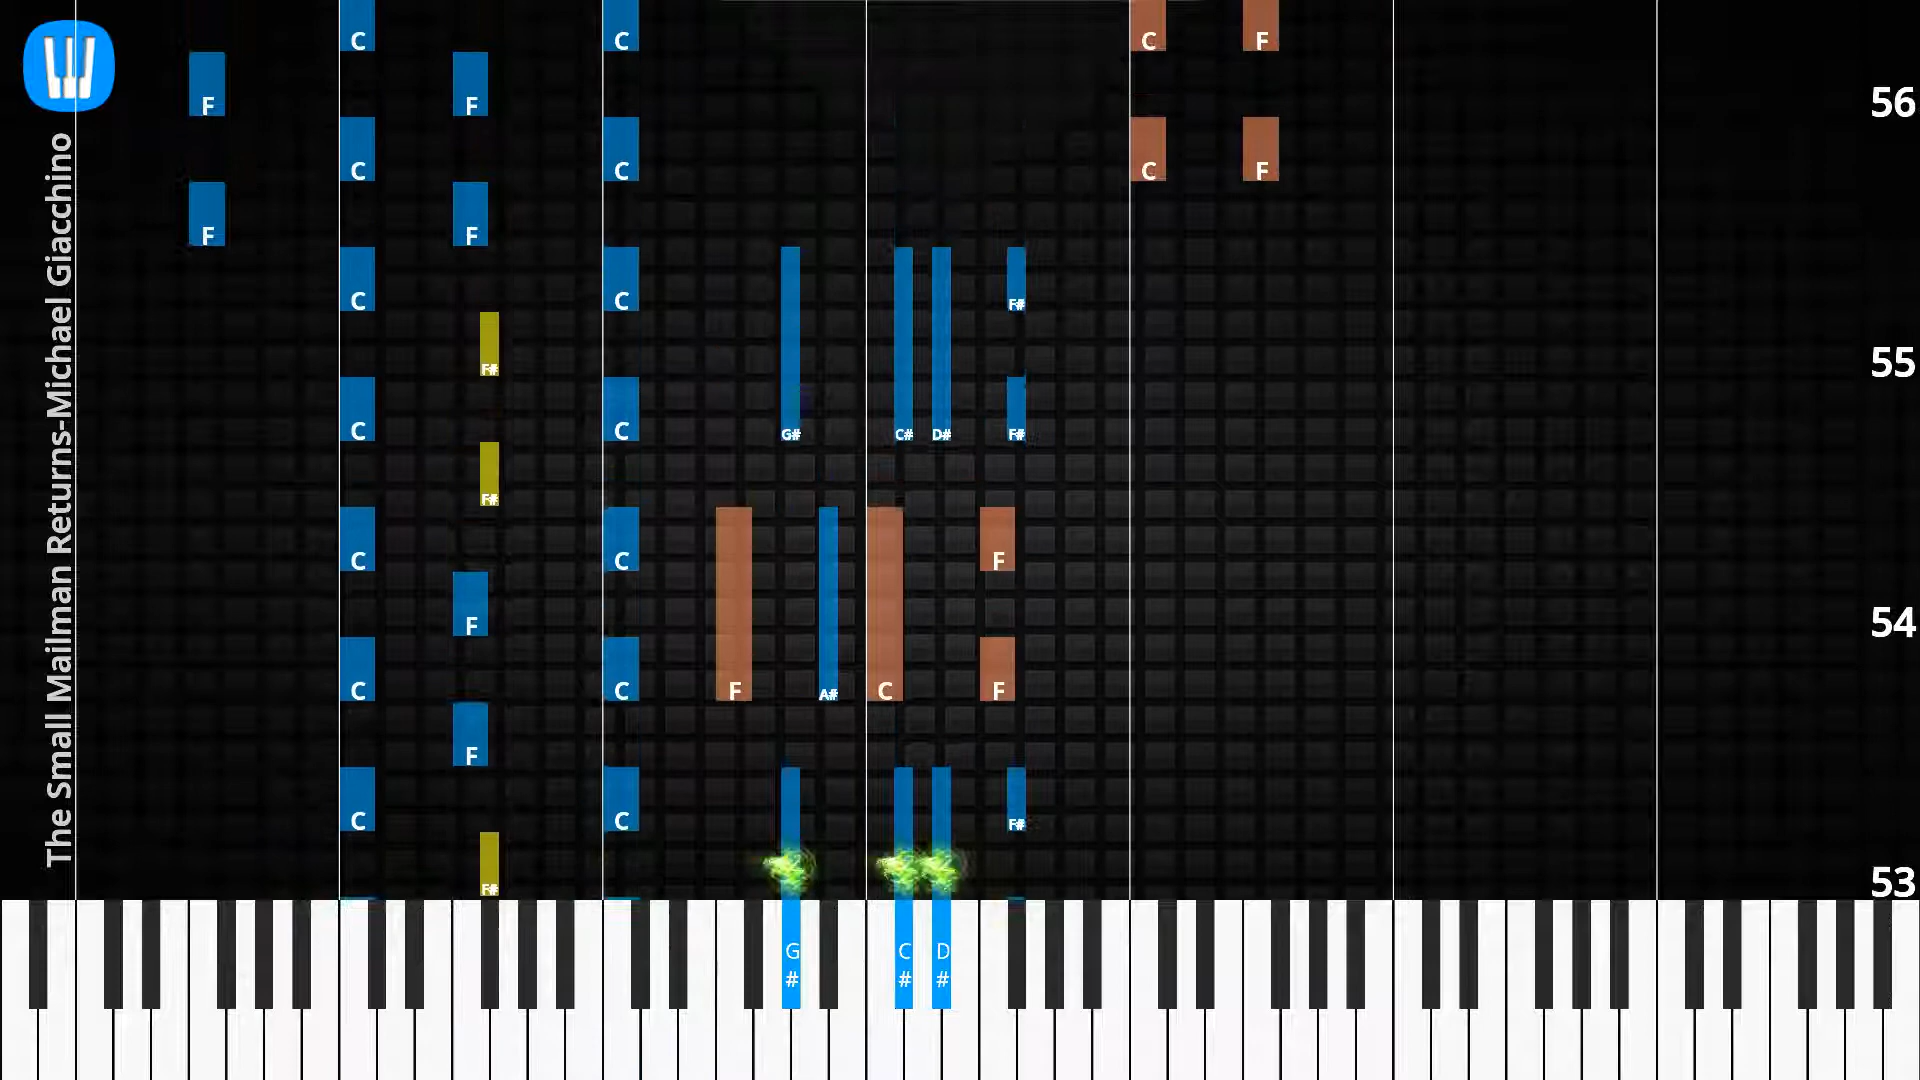 The Small Mailman Returns-Michael Giacchino
C C C F
F F 56
C C C F
F F
C C G# C# D# F#
F# 55
C C F#
F#
C C F A# C F
F 54
C C F
F
C C G# C# D# F#
F# 53